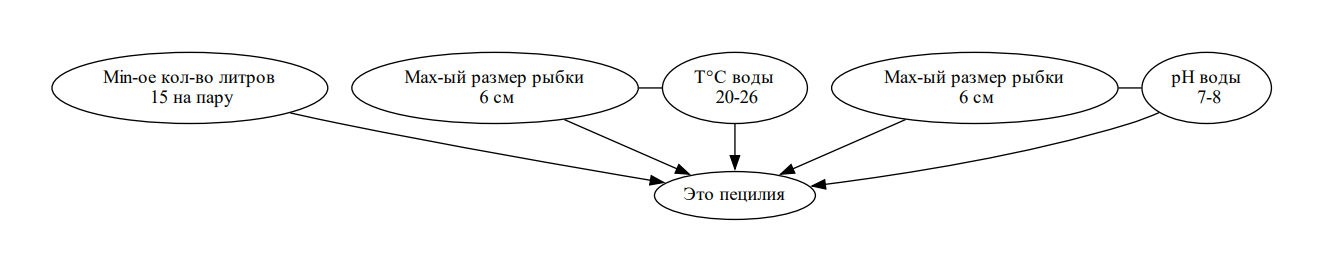 Min-ое кол-во литров
15 на пару
Max-ый размер рыбки
6 см
T°C воды
20-26
Max-ый размер рыбки
6 см
pH воды
7-8
Это пецилия